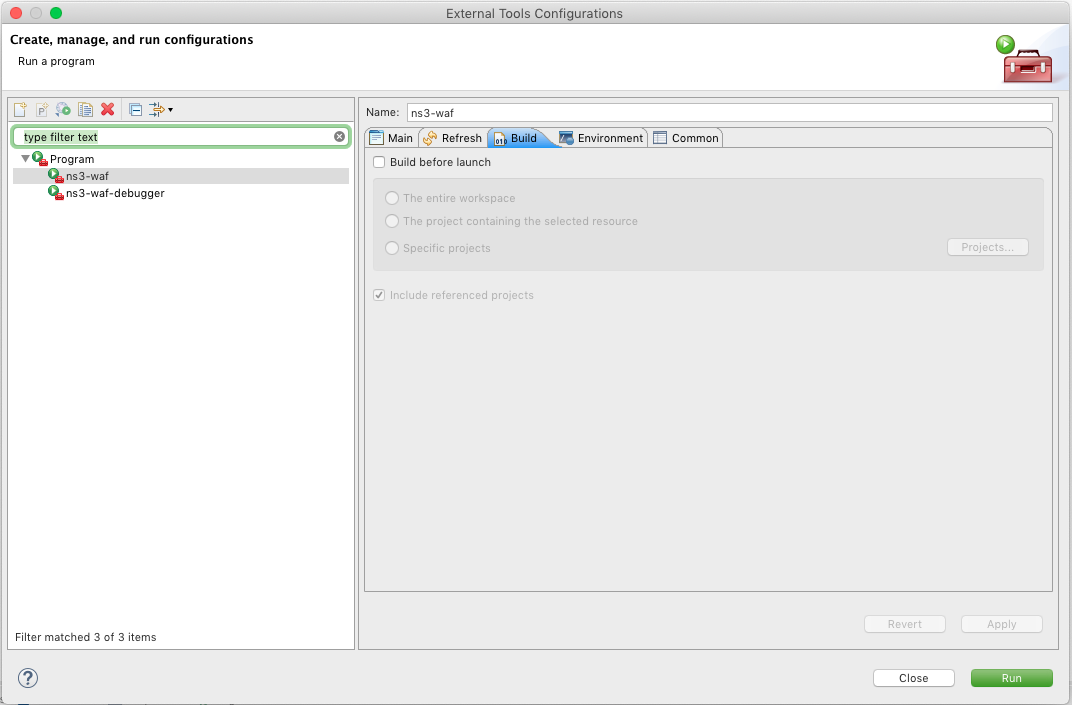 External Tools Configurations
Create, manage, and run configurations
Run a program
type filter text
Program
ns3-waf
ns3-waf-debugger
Filter matched 3 of 3 items
Name: ns3-waf
Main Refresh Build Environment Common
Build before launch
The entire workspace
The project containing the selected resource
Specific projects Projects...
Include referenced projects
Revert Apply
? Close Run